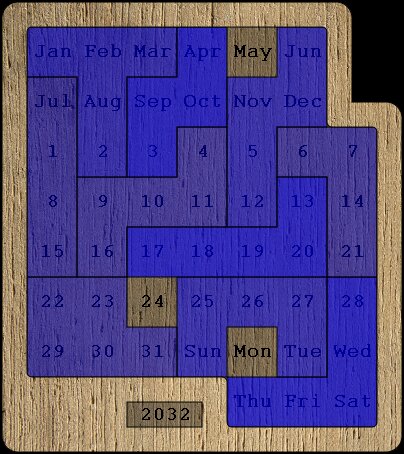 Jan Feb Mar Apr May Jun
Jul Aug Sep Oct Nov Dec
1 2 3 4 5 6 7
8 9 10 11 12 13 14
15 16 17 18 19 20 21
22 23 24 25 26 27 28
29 30 31 Sun Mon Tue Wed
Thu Fri Sat
2032